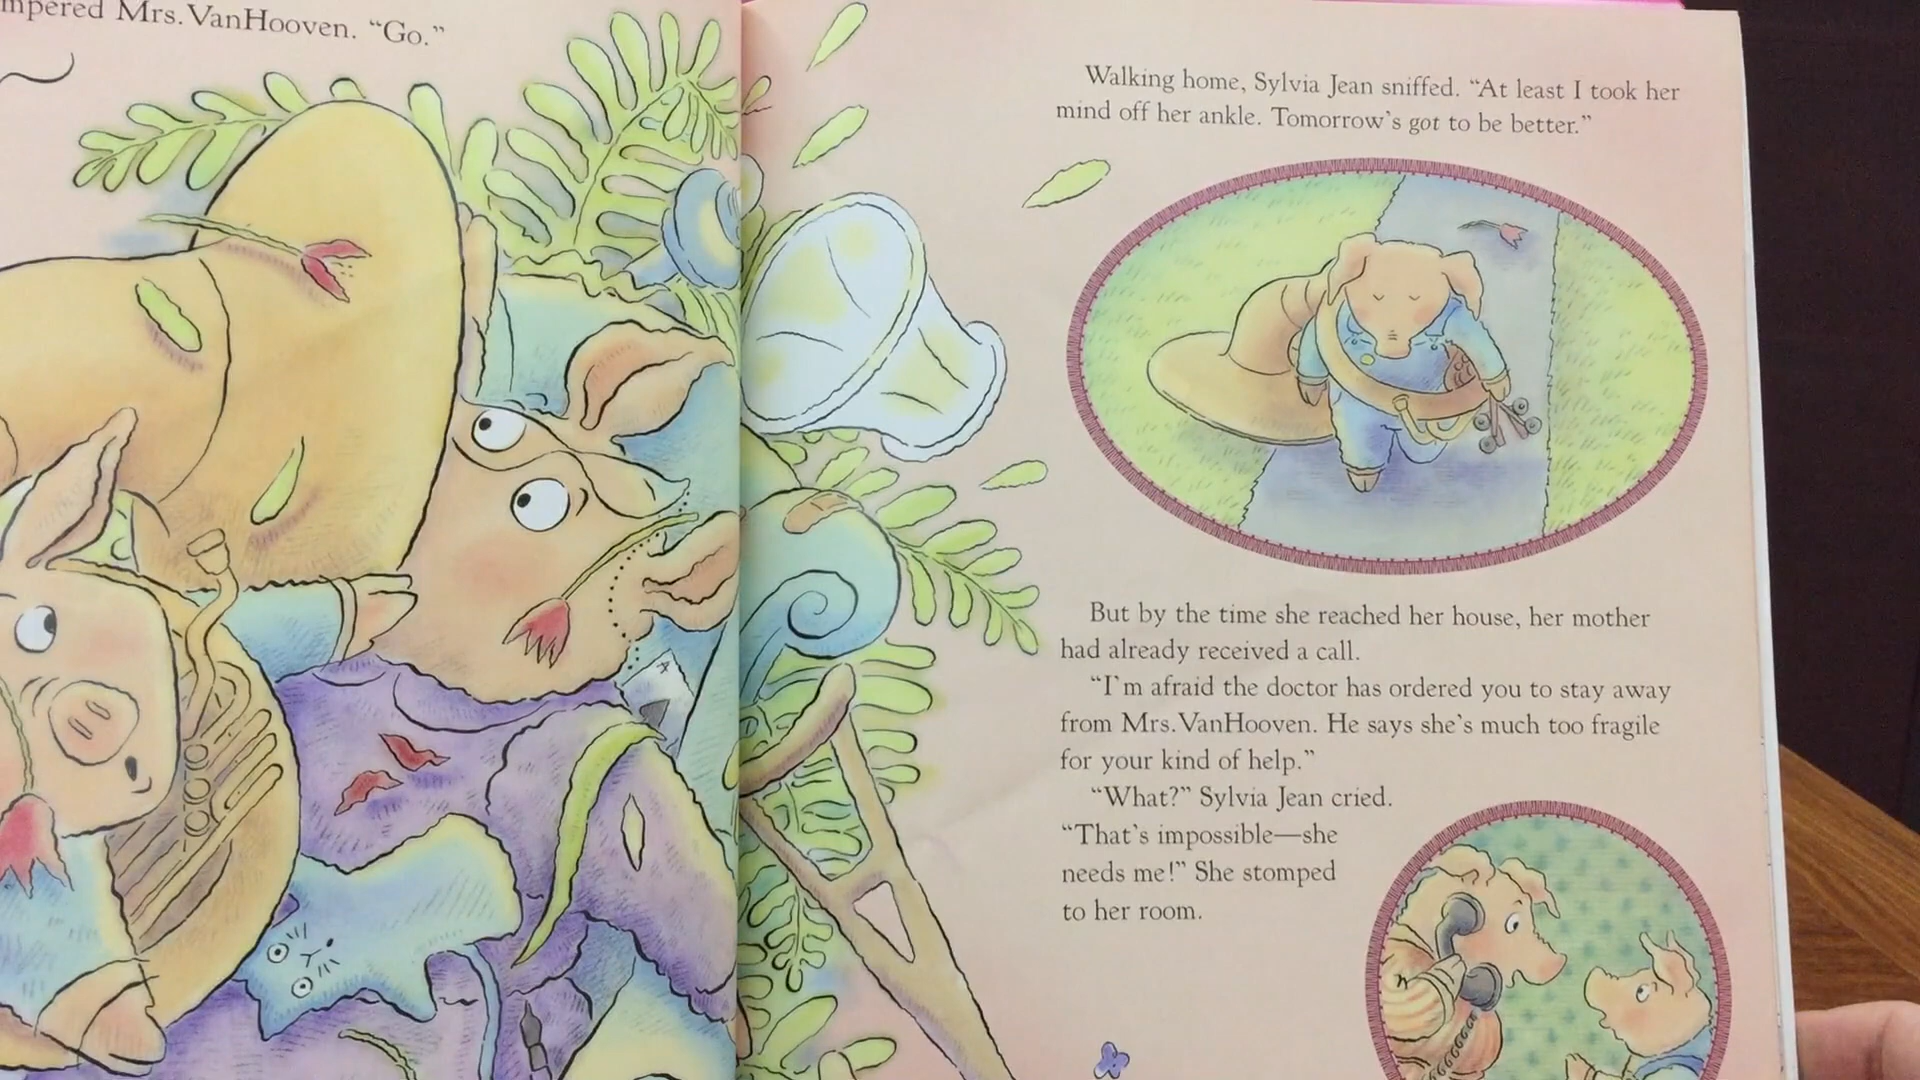 Mrs. VanHooven. “Go.”
Walking home, Sylvia Jean sniffed. “At least I took her
mind off her ankle. Tomorrow’s got to be better.”
But by the time she reached her house, her mother
had already received a call.
“I’m afraid the doctor has ordered you to stay away
from Mrs. VanHooven. He says she’s much too fragile
for your kind of help.”
“What?” Sylvia Jean cried.
“That’s impossible—she
needs me!” She stomped
to her room.